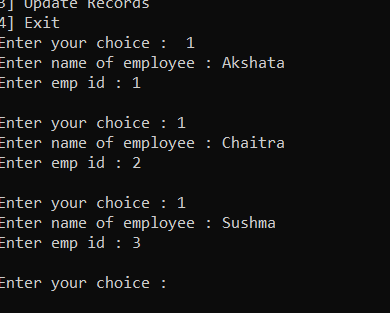 3] Update Records
4] Exit
Enter your choice :  1
Enter name of employee : Akshata
Enter emp id : 1
Enter your choice : 1
Enter name of employee : Chaitra
Enter emp id : 2
Enter your choice : 1
Enter name of employee : Sushma
Enter emp id : 3
Enter your choice :